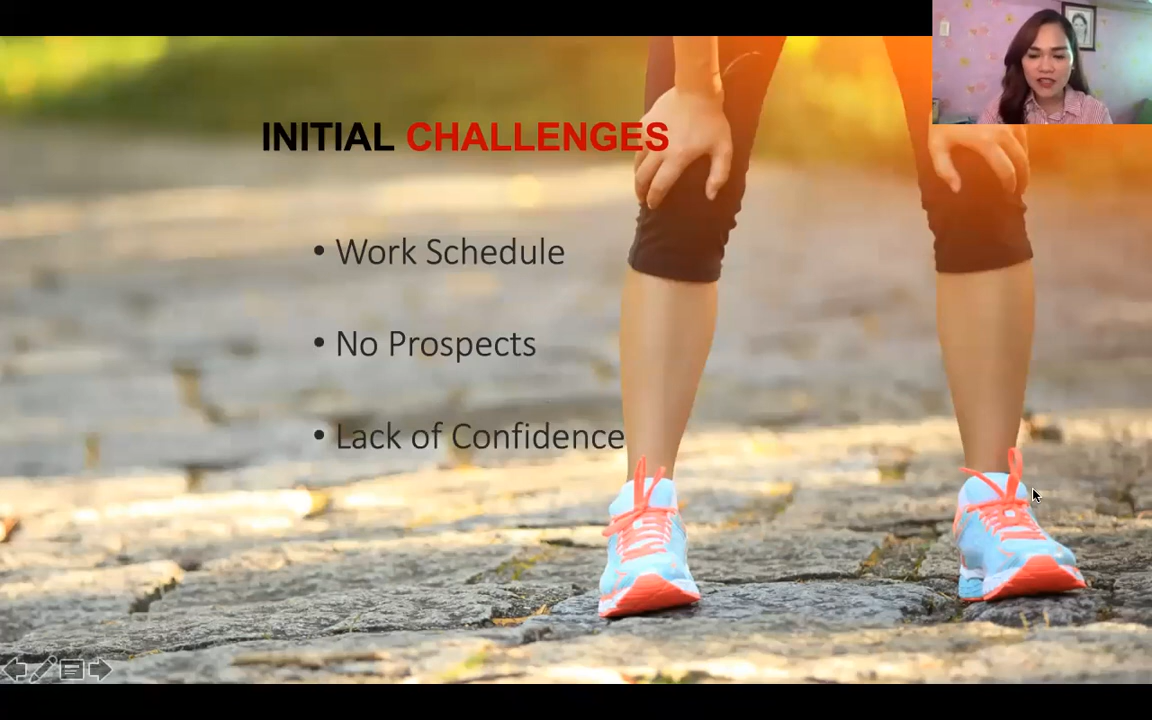 INITIAL CHALLENGES
• Work Schedule
• No Prospects
• Lack of Confidence